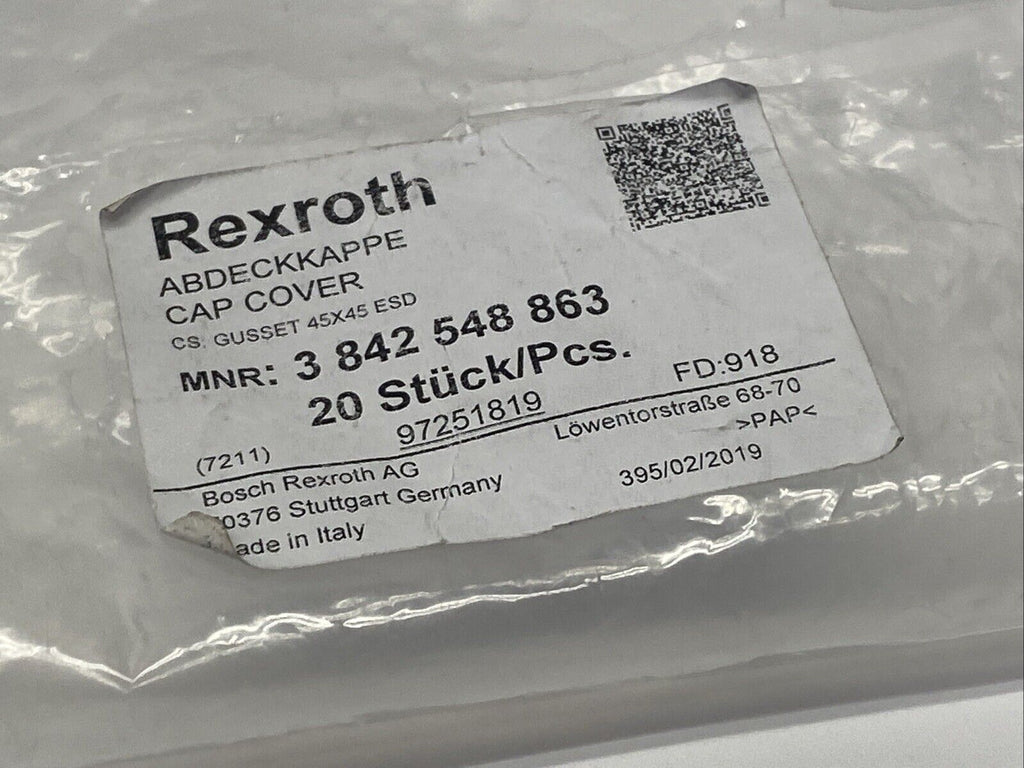 Rexroth
ABDECKKAPPE
CAP COVER
CS. GUSSET 45X45 ESD
MNR: 3 842 548 863
20 Stück/Pcs.
(7211) 97251819 FD:918
Bosch Rexroth AG Löwentorstraße 68-70
0376 Stuttgart Germany >PAP<
ade in Italy 395/02/2019